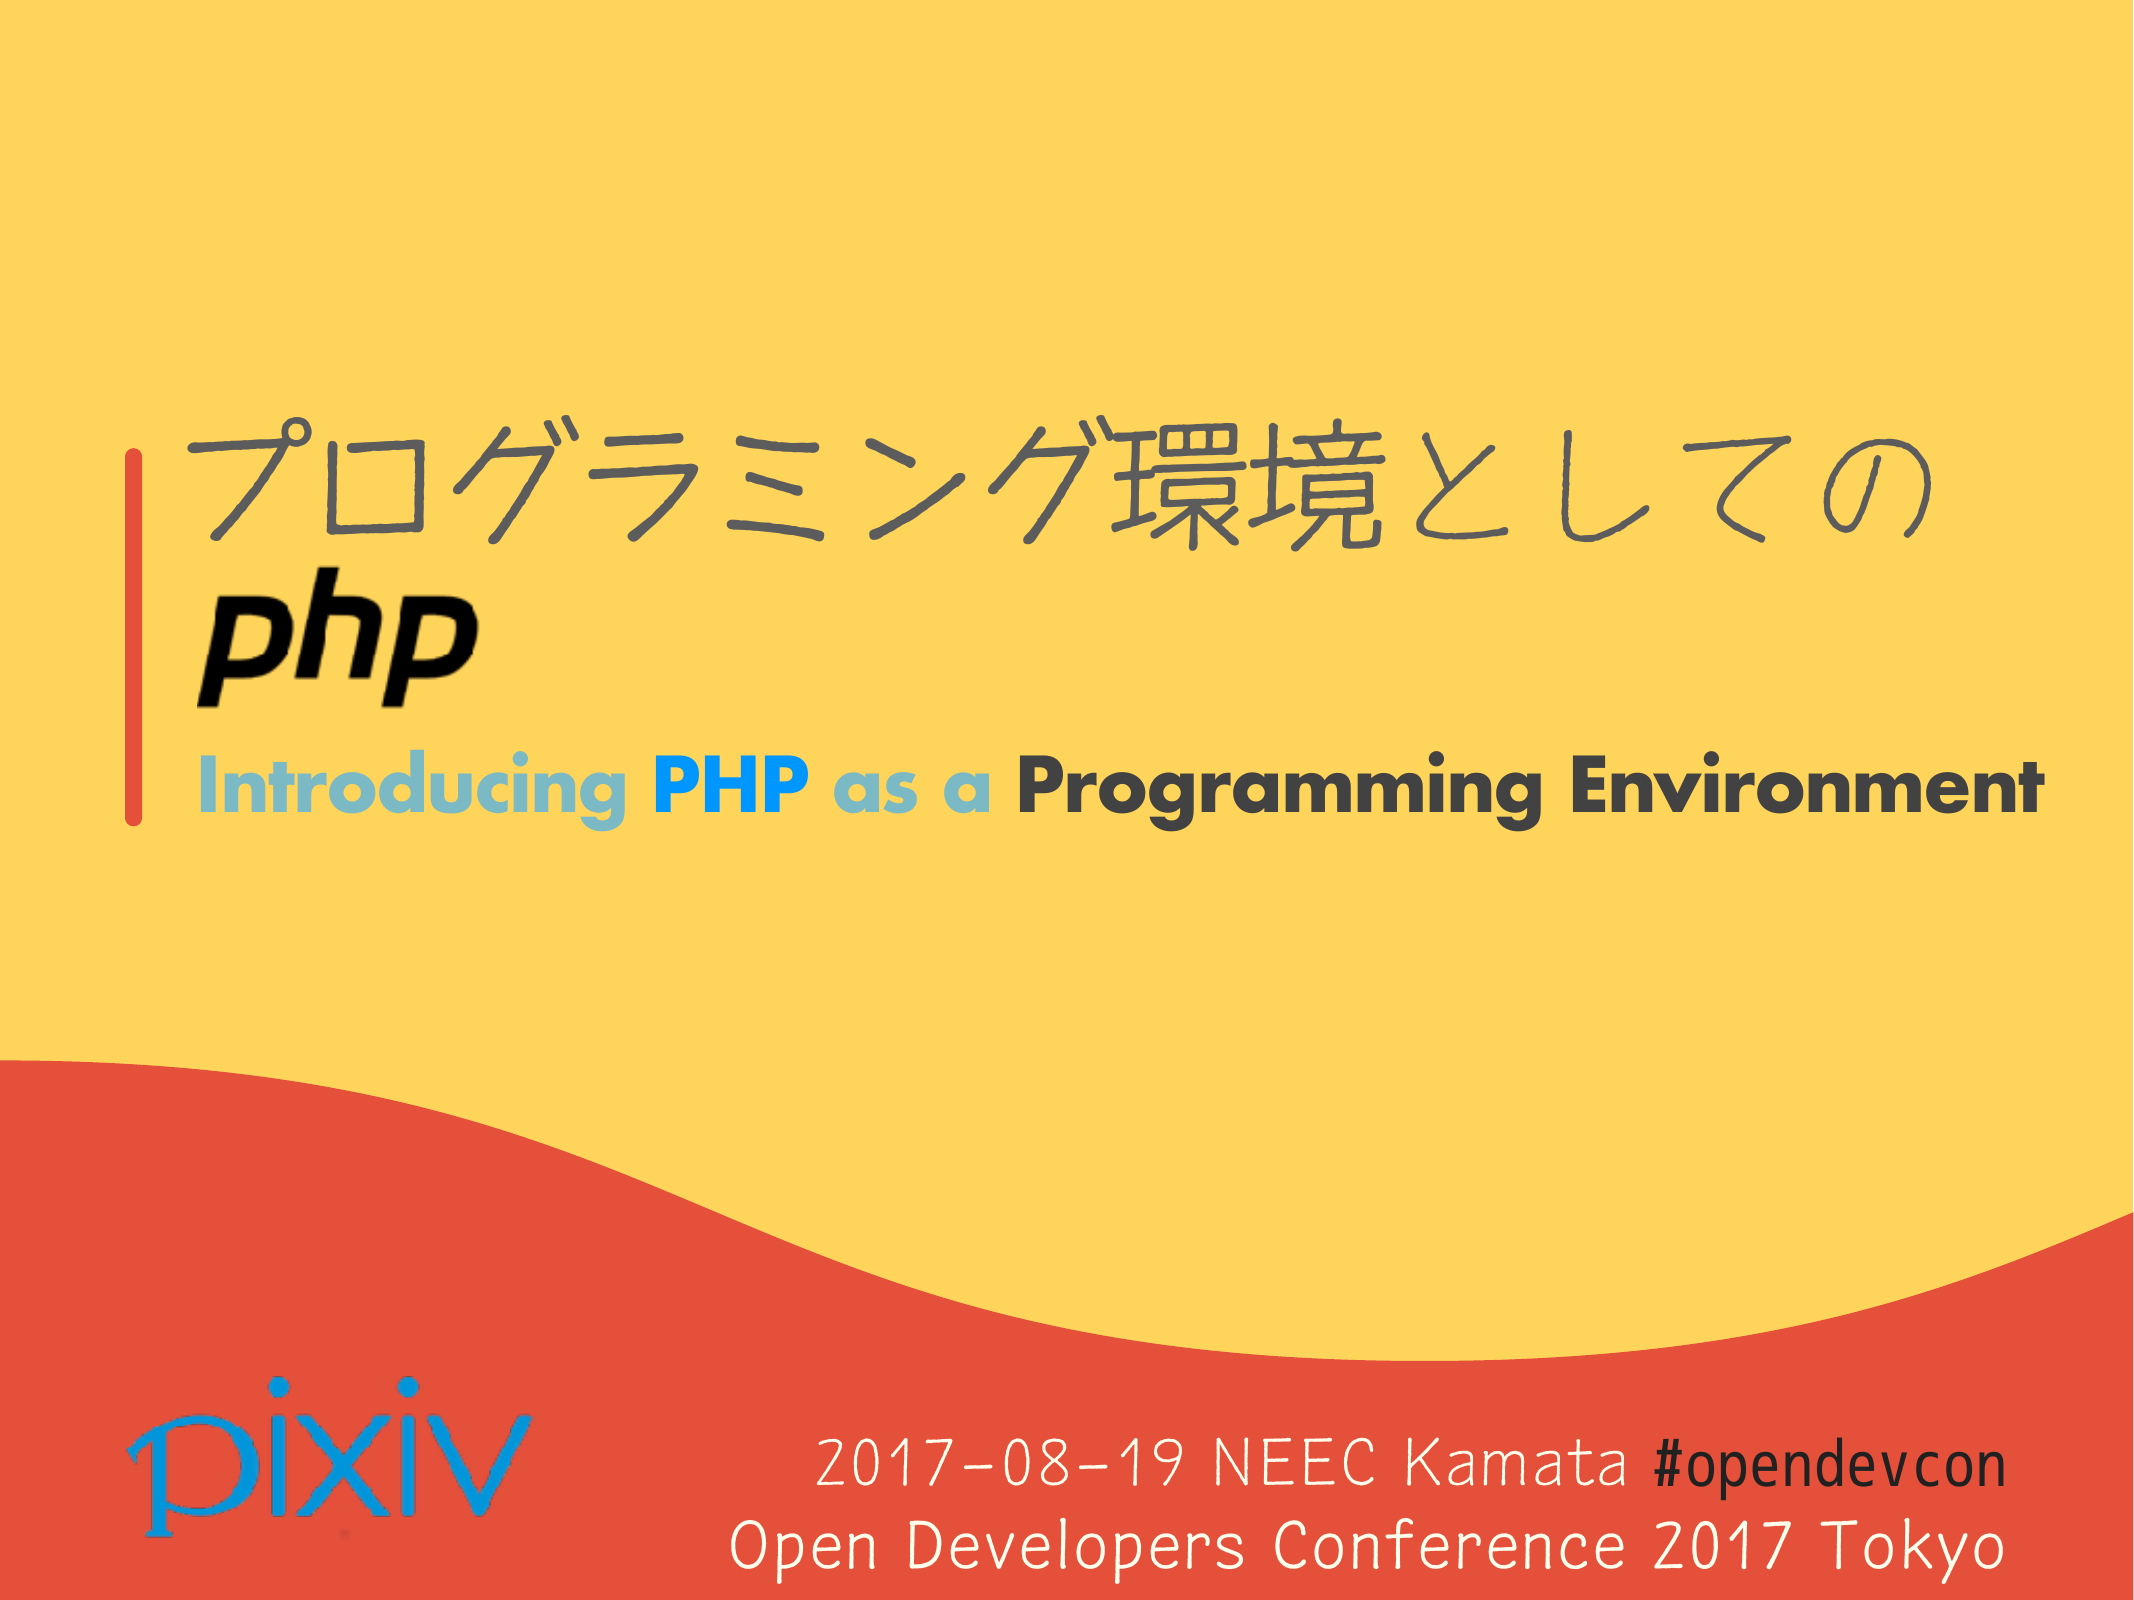 プログラミング環境としての
php
Introducing PHP as a Programming Environment
pixiv
2017-08-19 NEEC Kamata #opendevcon
Open Developers Conference 2017 Tokyo